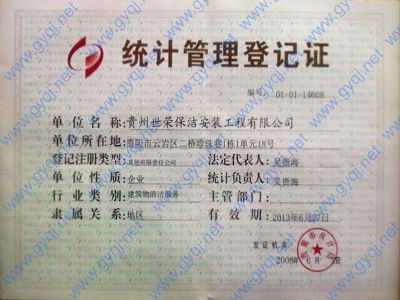 统计管理登记证
编号 01-01-14608
单位名称:贵州世荣保洁安装工程有限公司
单位所在地:贵阳市云岩区二桥珍珠巷1栋1单元18号
登记注册类型:其他有限责任公司 法定代表人:吴贵海
单位性质:企业 统计负责人:吴贵海
行业类别:建筑物清洁服务 主管部门:
隶属关系:地区 有效期:2013年6月27日
发证机关
2008年6月
www.gyqj.net